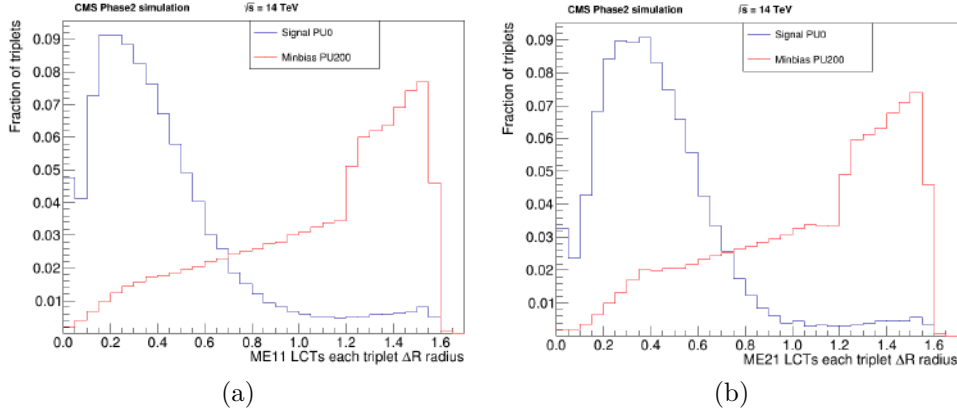 CMS Phase2 simulation √s = 14 TeV
Signal PU0
Minbias PU200
Fraction of triplets
0.09
0.08
0.07
0.06
0.05
0.04
0.03
0.02
0.01
0.0 0.2 0.4 0.6 0.8 1.0 1.2 1.4 1.6
ME11 LCTs each triplet ΔR radius
(a)
CMS Phase2 simulation √s = 14 TeV
Signal PU0
Minbias PU200
Fraction of triplets
0.09
0.08
0.07
0.06
0.05
0.04
0.03
0.02
0.01
0.0 0.2 0.4 0.6 0.8 1.0 1.2 1.4 1.6
ME21 LCTs each triplet ΔR radius
(b)